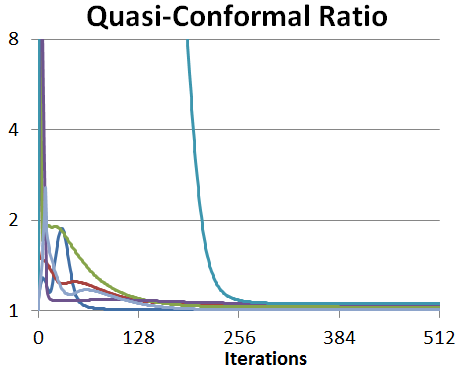 Quasi-Conformal Ratio
8
4
2
1
0 128 256 384 512
Iterations